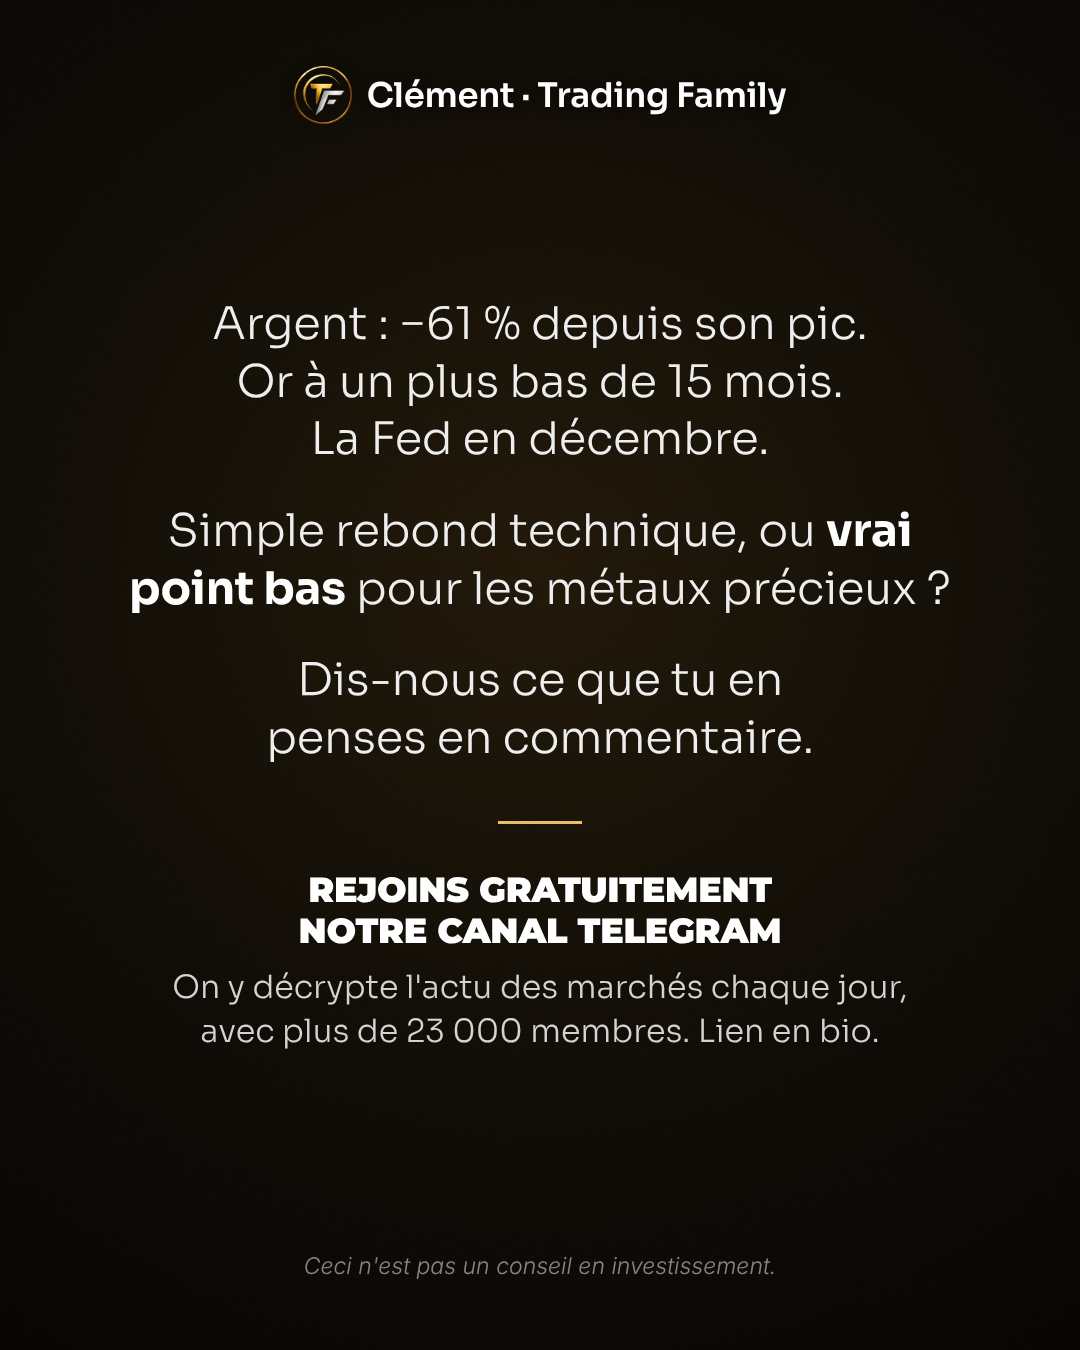 TF Clément · Trading Family
Argent : −61 % depuis son pic.
Or à un plus bas de 15 mois.
La Fed en décembre.
Simple rebond technique, ou vrai
point bas pour les métaux précieux ?
Dis-nous ce que tu en
penses en commentaire.
REJOINS GRATUITEMENT
NOTRE CANAL TELEGRAM
On y décrypte l'actu des marchés chaque jour,
avec plus de 23 000 membres. Lien en bio.
Ceci n'est pas un conseil en investissement.